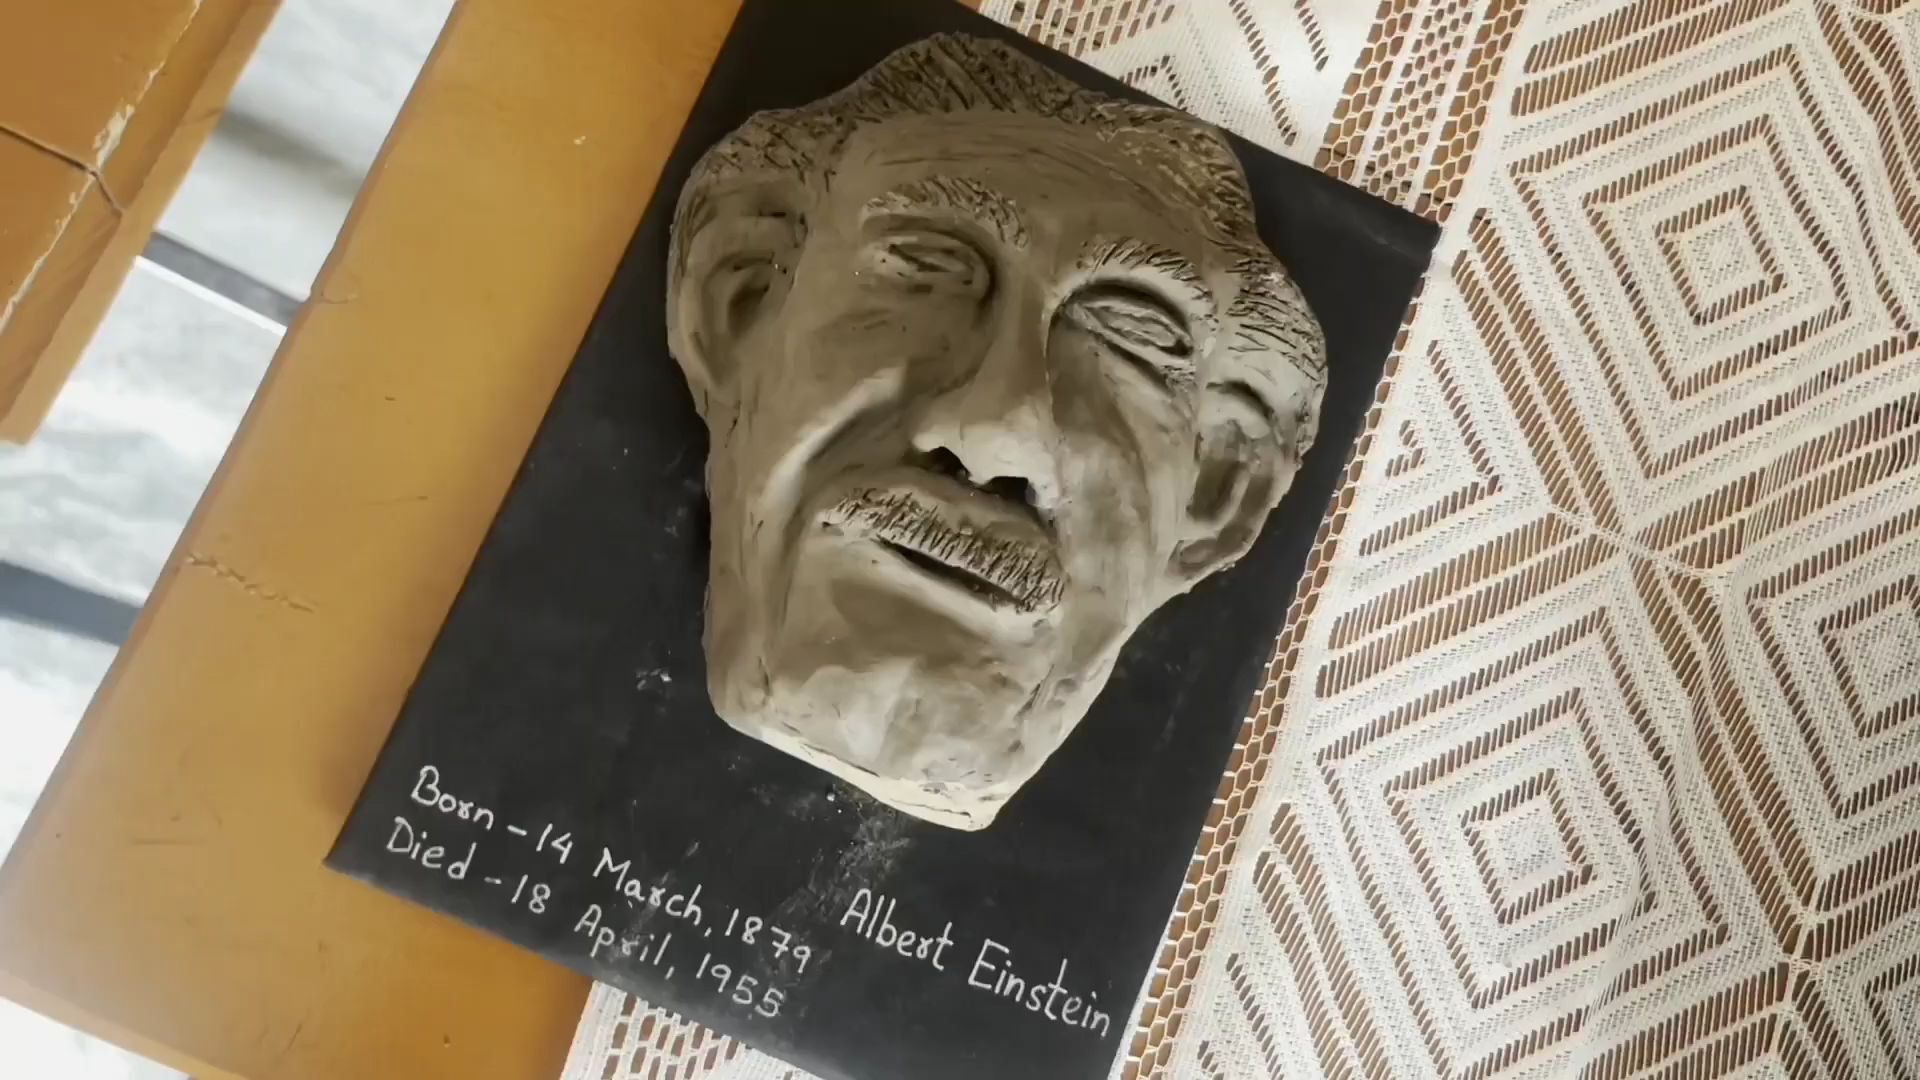 Born - 14 March, 1879
Died - 18 April, 1955
Albert Einstein